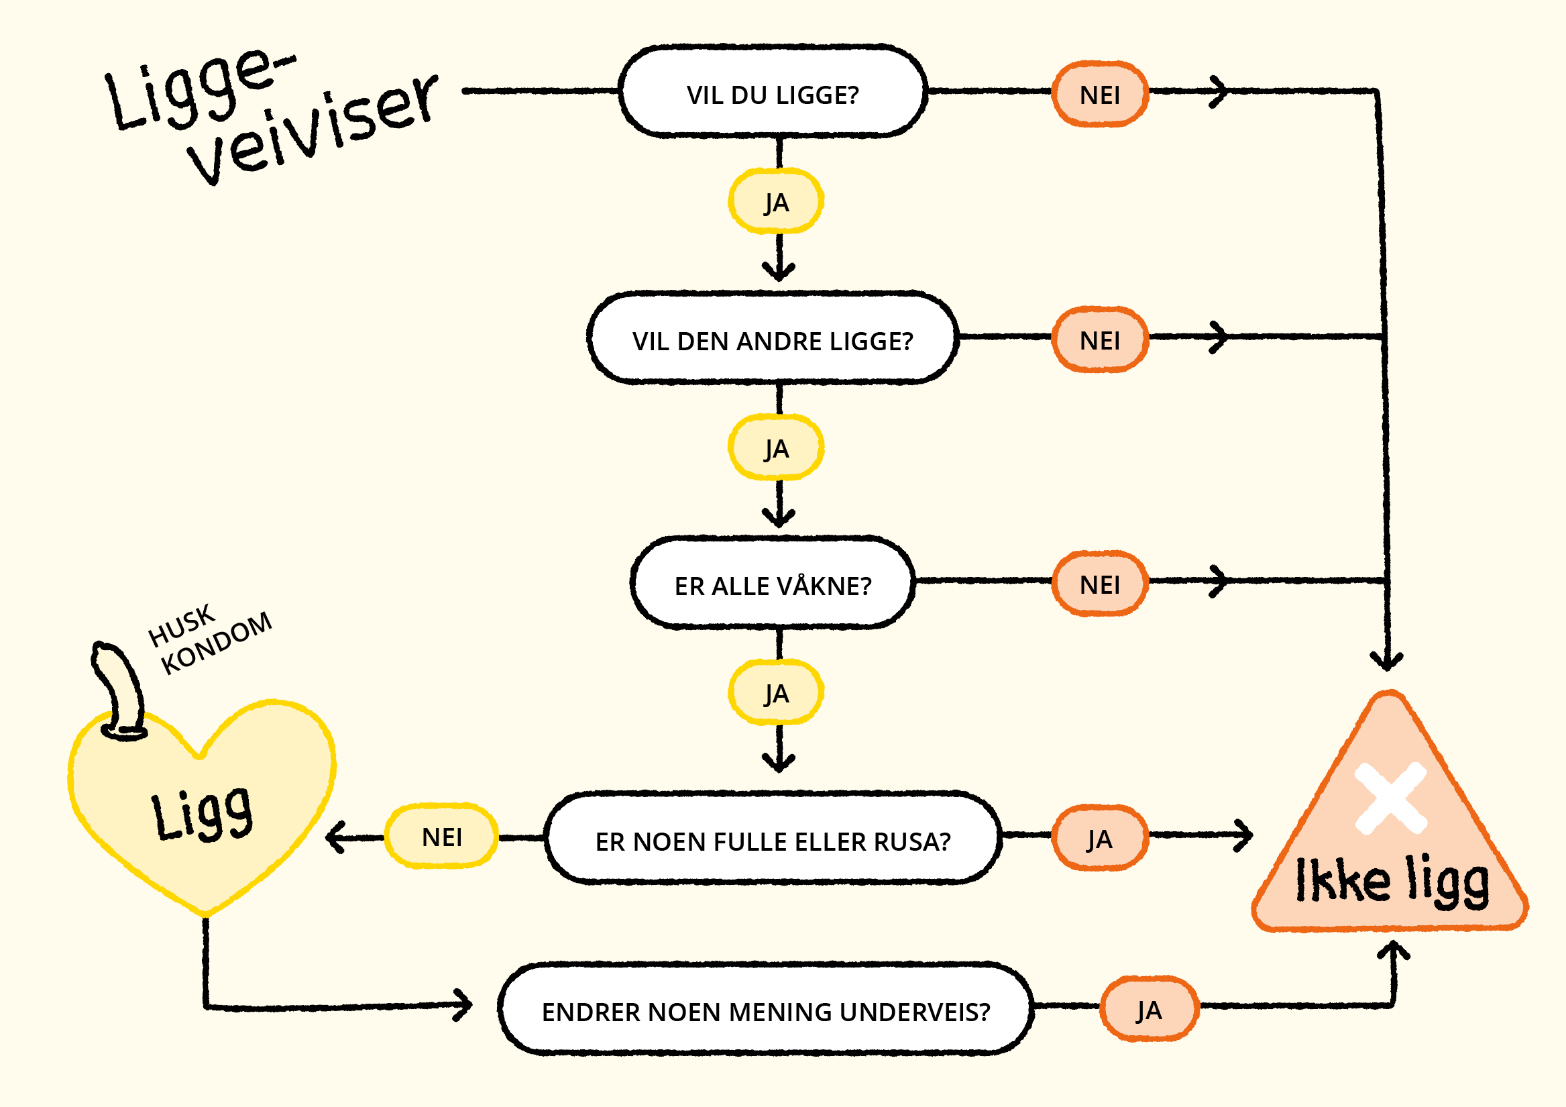 Ligge-
veiviser
VIL DU LIGGE?
NEI
JA
VIL DEN ANDRE LIGGE?
NEI
JA
ER ALLE VÅKNE?
NEI
JA
HUSK
KONDOM
Ligg
NEI
ER NOEN FULLE ELLER RUSA?
JA
Ikke ligg
ENDRER NOEN MENING UNDERVEIS?
JA